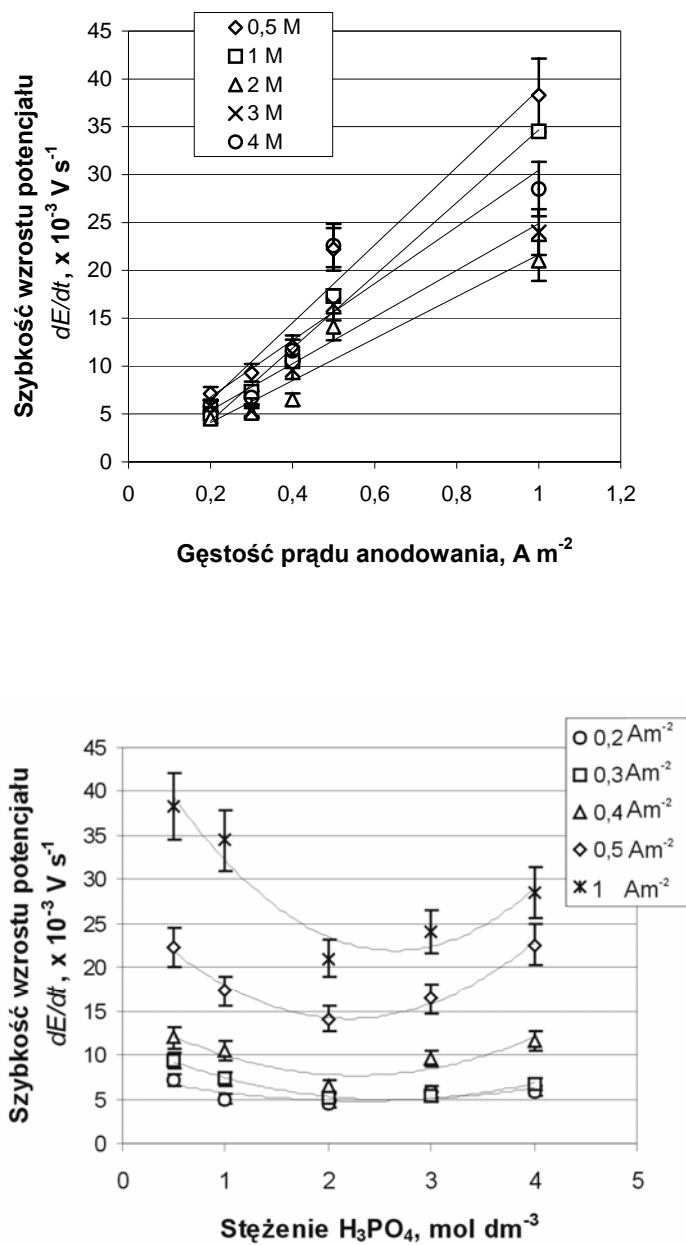 45
40
35
30
25
20
15
10
5
0
0
0,2
0,4
0,6
0,8
1
1,2
Szybkość wzrostu potencjału
dE/dt, x 10⁻³ V s⁻¹
Gęstość prądu anodowania, A m⁻²
0,5 M
1 M
2 M
3 M
4 M
45
40
35
30
25
20
15
10
5
0
0
1
2
3
4
5
Szybkość wzrostu potencjału
dE/dt, x 10⁻³ V s⁻¹
Stężenie H₃PO₄, mol dm⁻³
0,2 Am⁻²
0,3 Am⁻²
0,4 Am⁻²
0,5 Am⁻²
1 Am⁻²